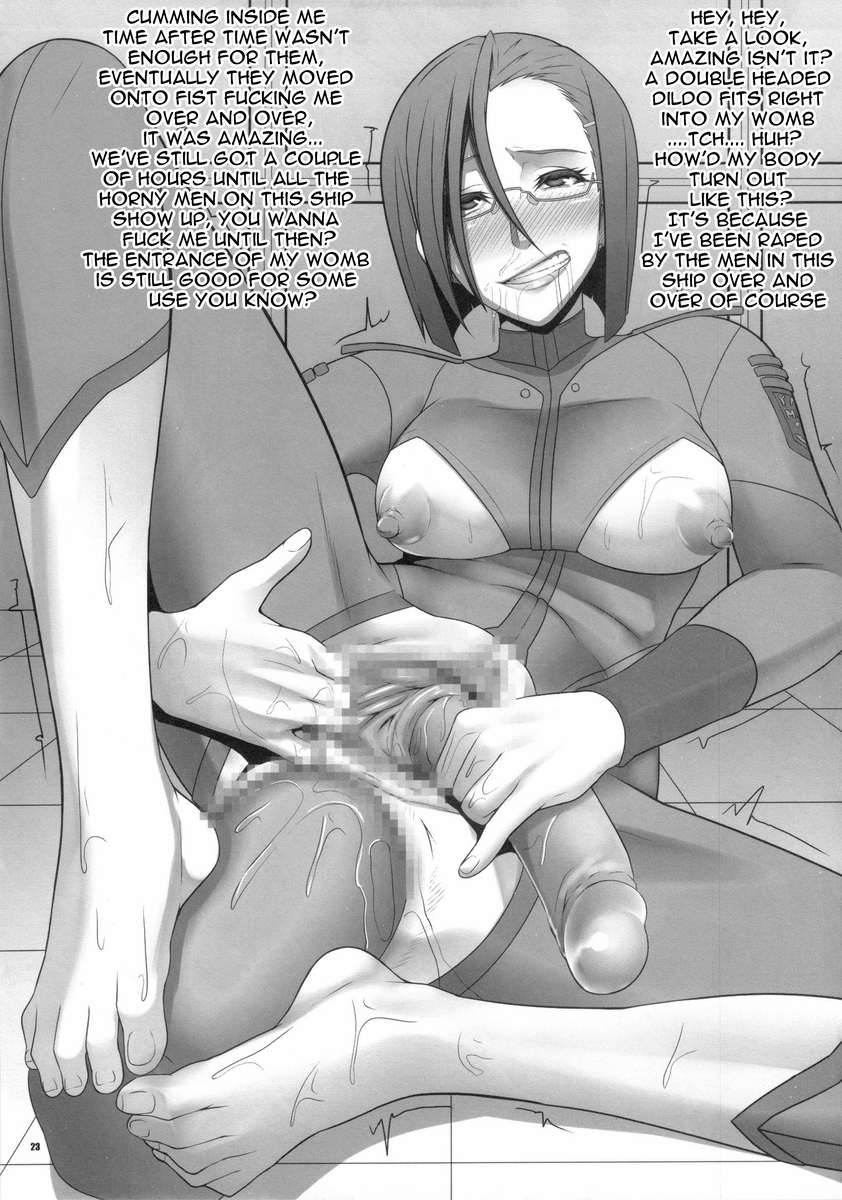 HEY, HEY,
TAKE A LOOK,
AMAZING ISN'T IT?
A DOUBLE HEADED
DILDO FITS RIGHT
INTO MY WOMB
....TCH.... HUH?
HOW'D MY BODY
TURN OUT
LIKE THIS?
IT'S BECAUSE
I'VE BEEN RAPED
BY THE MEN IN THIS
SHIP OVER AND
OVER OF COURSE
CUMMING INSIDE ME
TIME AFTER TIME WASN'T
ENOUGH FOR THEM,
EVENTUALLY THEY MOVED
ONTO FIST FUCKING ME
OVER AND OVER,
IT WAS AMAZING...
WE'VE STILL GOT A COUPLE
OF HOURS UNTIL ALL THE
HORNY MEN ON THIS SHIP
SHOW UP, YOU WANNA
FUCK ME UNTIL THEN?
THE ENTRANCE OF MY WOMB
IS STILL GOOD FOR SOME
USE YOU KNOW?
23